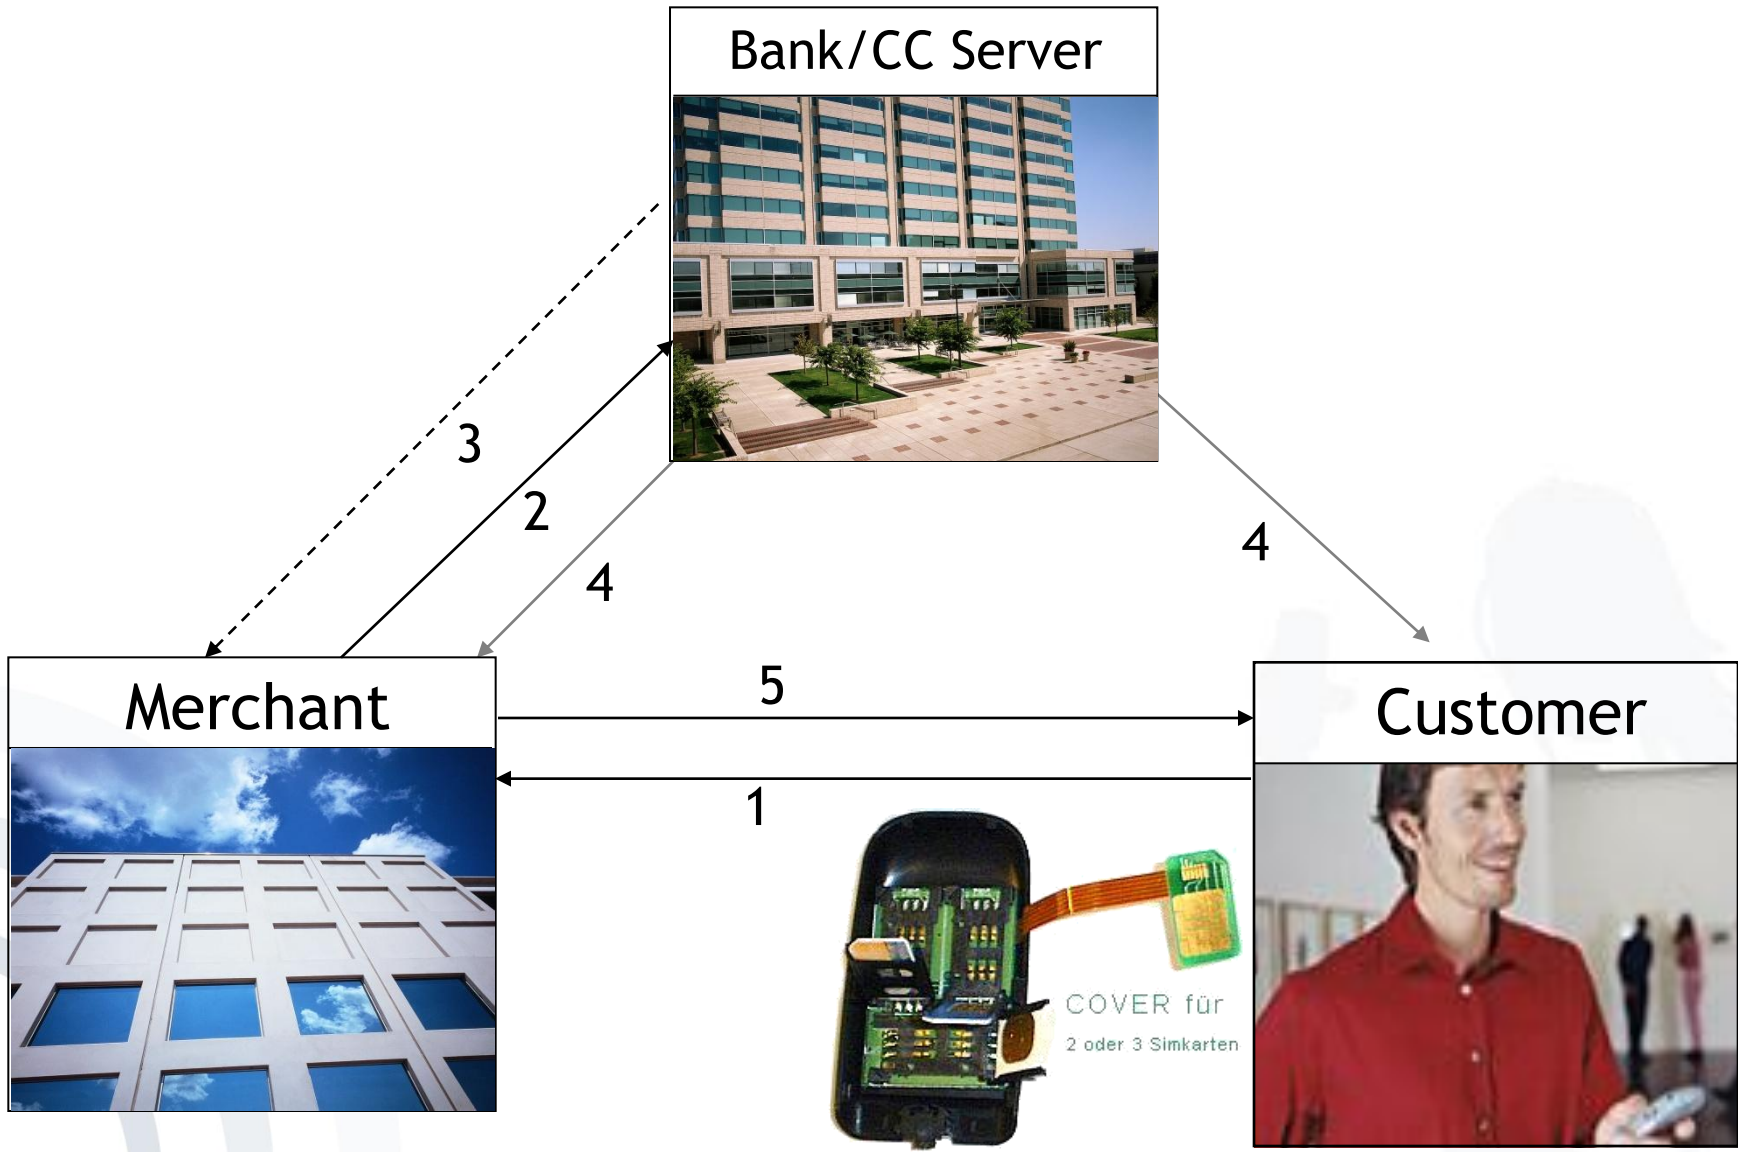 Bank/CC Server
3
2
4
4
Merchant
5
Customer
1
COVER für
2 oder 3 Simkarten